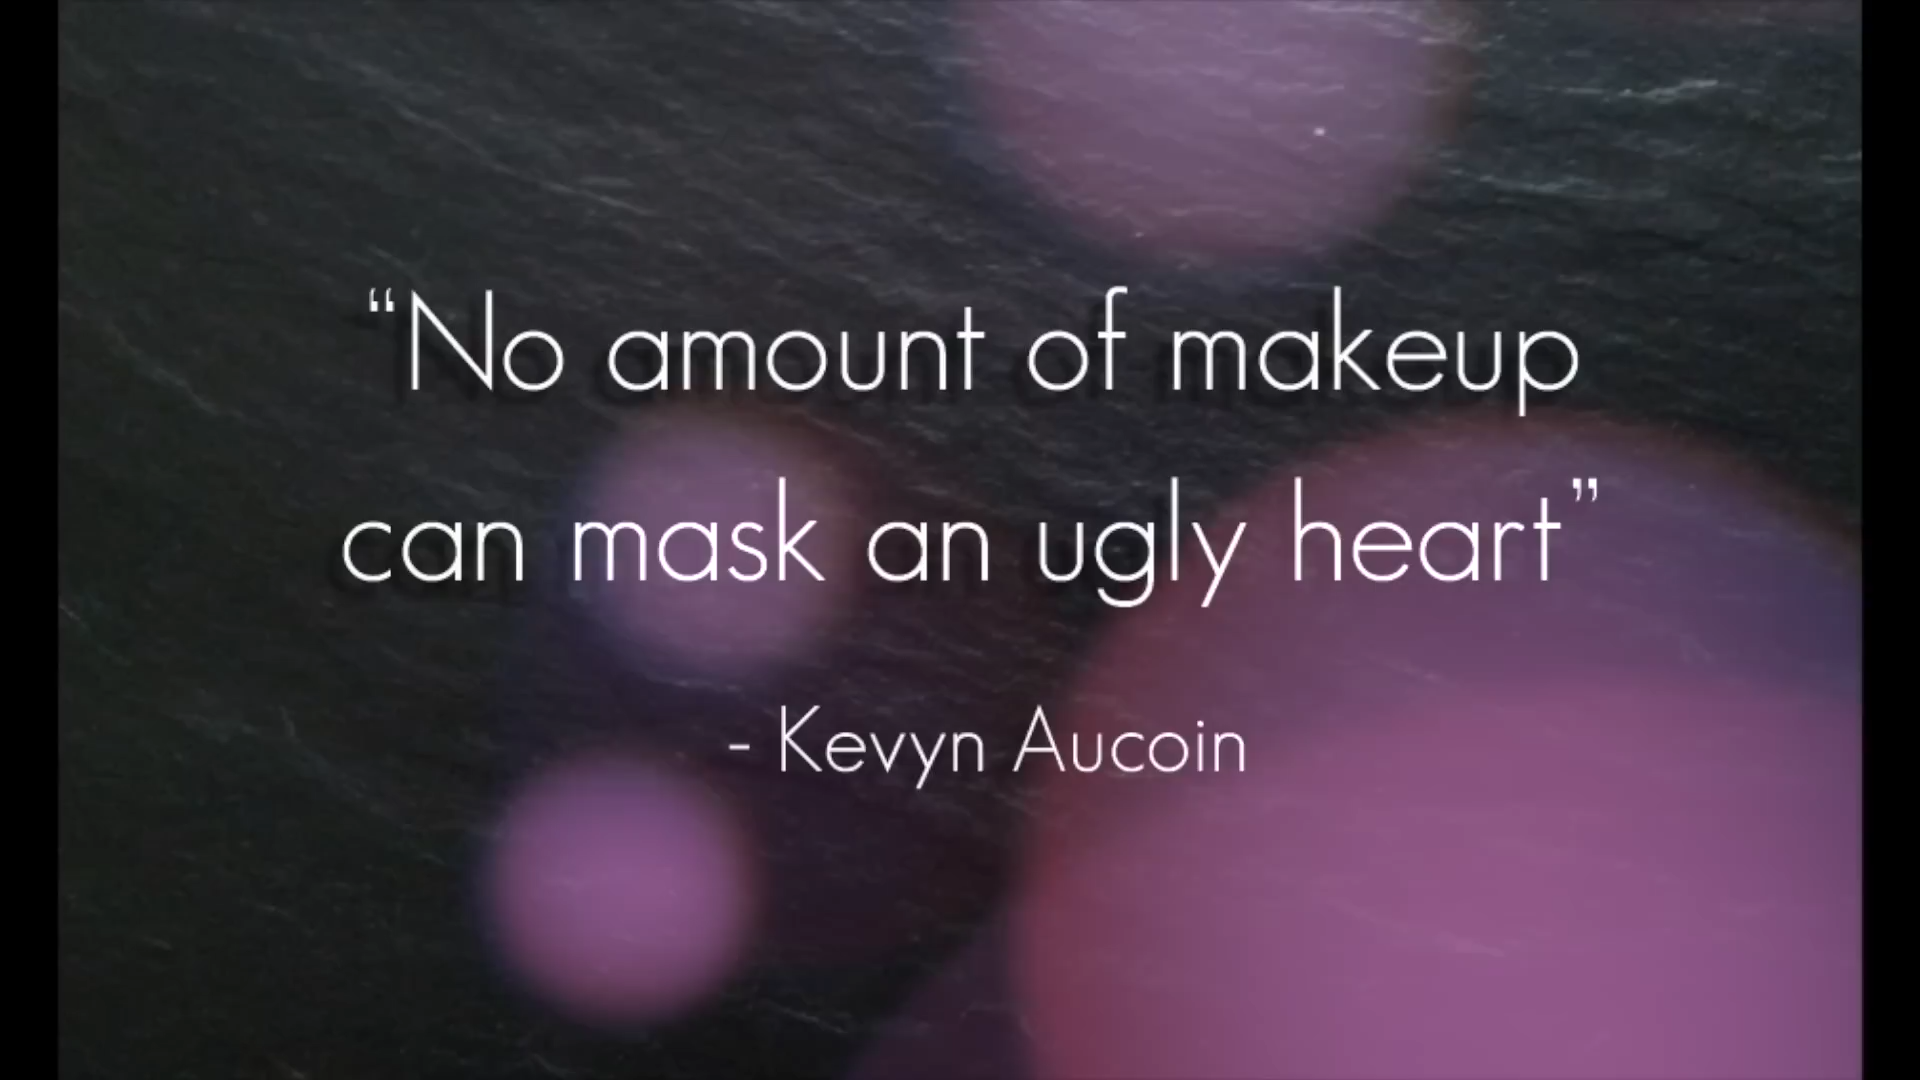 “No amount of makeup
can mask an ugly heart”
- Kevyn Aucoin